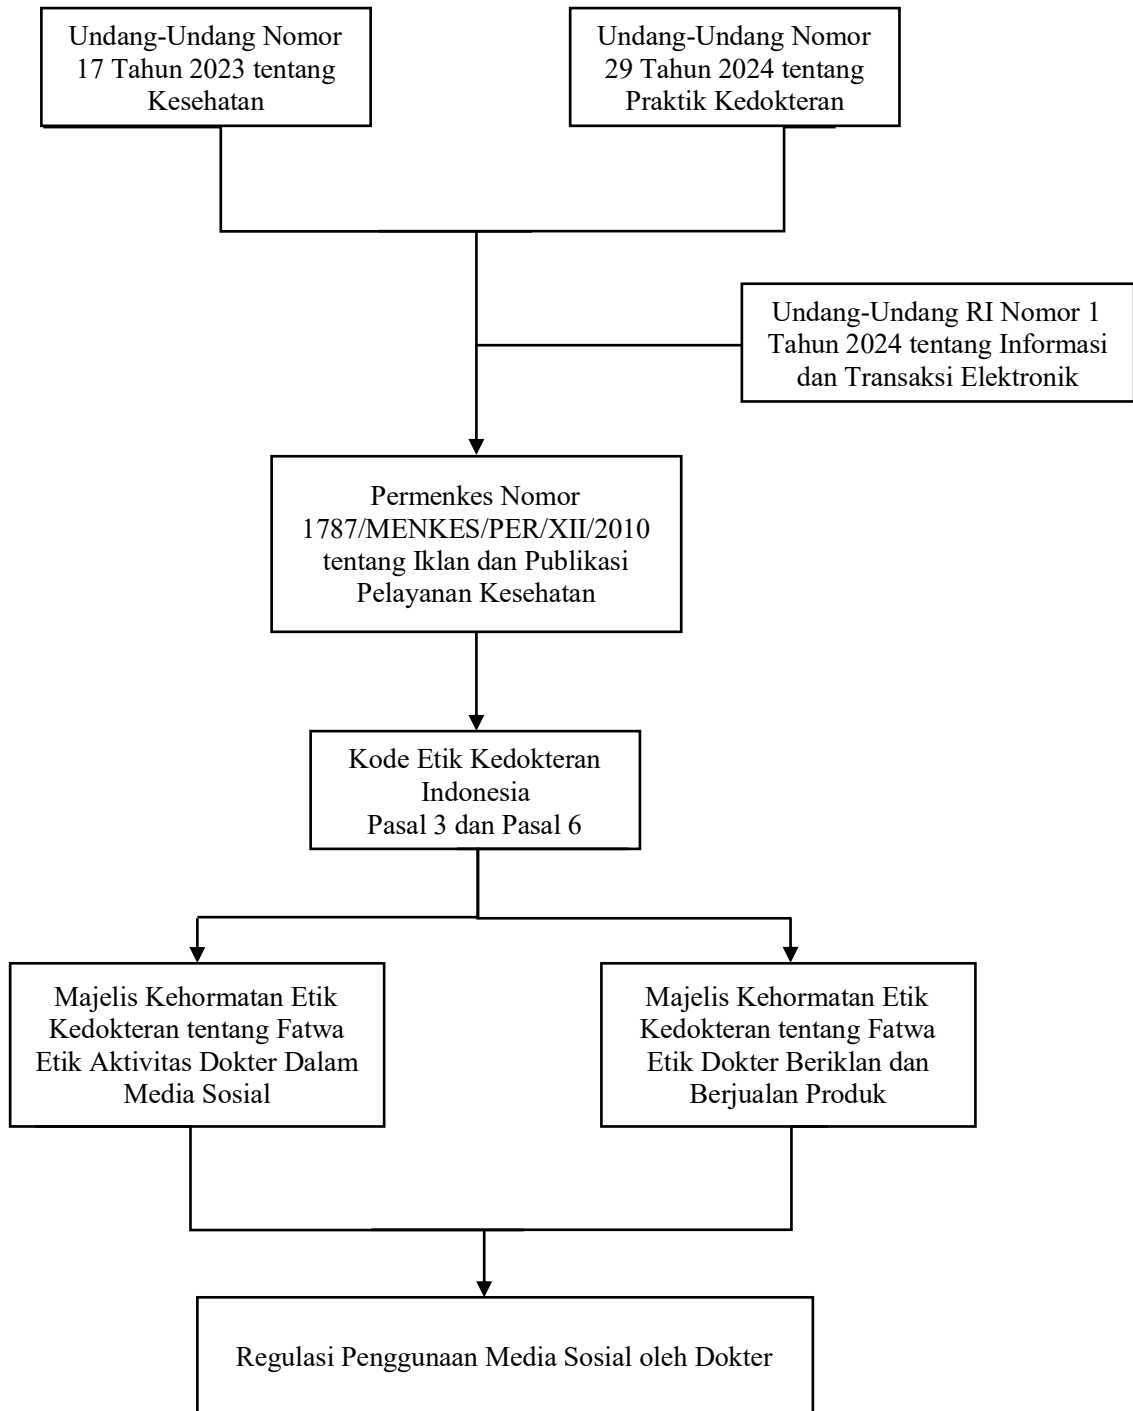 Undang-Undang Nomor
17 Tahun 2023 tentang
Kesehatan
Undang-Undang Nomor
29 Tahun 2024 tentang
Praktik Kedokteran
Undang-Undang RI Nomor 1
Tahun 2024 tentang Informasi
dan Transaksi Elektronik
Permenkes Nomor
1787/MENKES/PER/XII/2010
tentang Iklan dan Publikasi
Pelayanan Kesehatan
Kode Etik Kedokteran
Indonesia
Pasal 3 dan Pasal 6
Majelis Kehormatan Etik
Kedokteran tentang Fatwa
Etik Aktivitas Dokter Dalam
Media Sosial
Majelis Kehormatan Etik
Kedokteran tentang Fatwa
Etik Dokter Beriklan dan
Berjualan Produk
Regulasi Penggunaan Media Sosial oleh Dokter